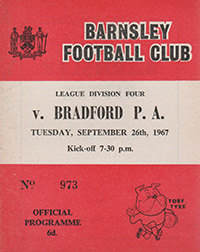 BARNSLEY
FOOTBALL CLUB
LEAGUE DIVISION FOUR
v. BRADFORD P. A.
TUESDAY, SEPTEMBER 26th, 1967
Kick-off 7-30 p.m.
No 973
OFFICIAL
PROGRAMME
6d.
TOBY
TYKE